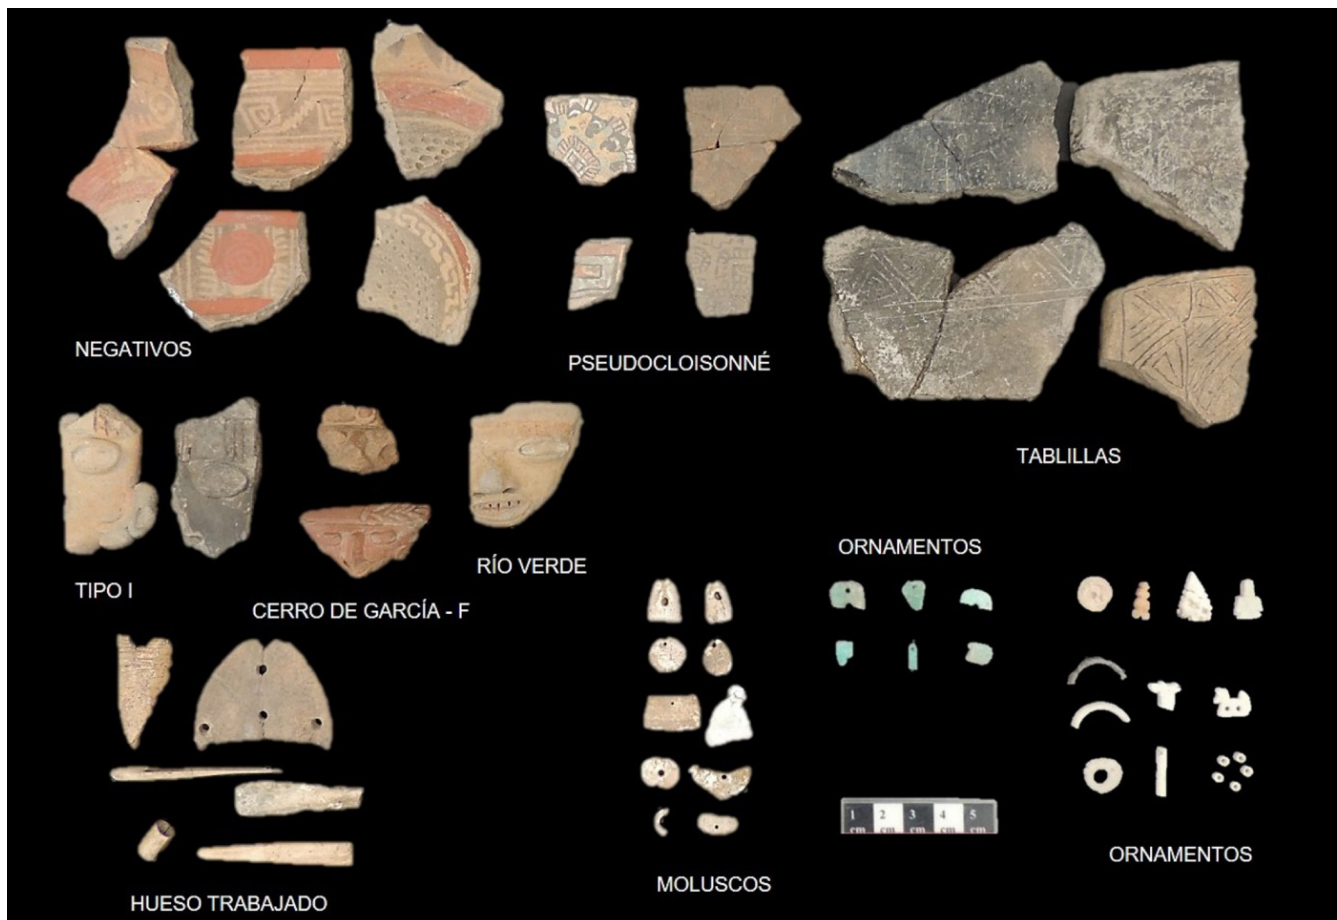 NEGATIVOS
PSEUDOCLOISONNÉ
TABLILLAS
TIPO I
CERRO DE GARCÍA - F
RÍO VERDE
ORNAMENTOS
HUESO TRABAJADO
MOLUSCOS
1 2 3 4 5
cm cm cm cm cm
ORNAMENTOS